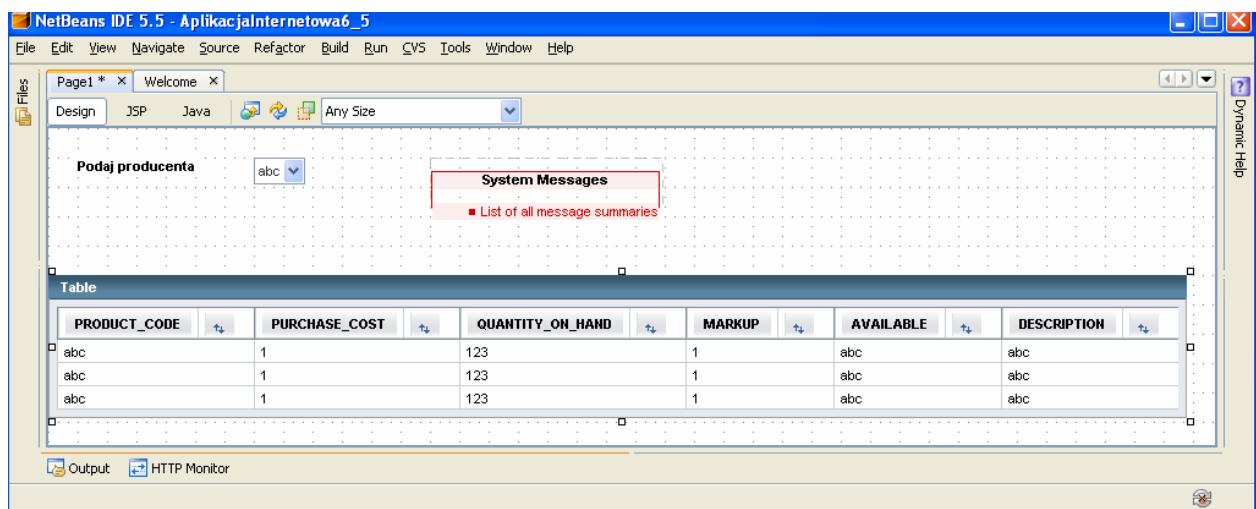 NetBeans IDE 5.5 - AplikacjaInternetowa6_5
File Edit View Navigate Source Refactor Build Run CVS Tools Window Help
Files
Page1 * × Welcome ×
Design JSP Java Any Size
Dynamic Help
Podaj producenta abc
System Messages
List of all message summaries
Table
PRODUCT_CODE PURCHASE_COST QUANTITY_ON_HAND MARKUP AVAILABLE DESCRIPTION
abc 1 123 1 abc abc
abc 1 123 1 abc abc
abc 1 123 1 abc abc
Output HTTP Monitor